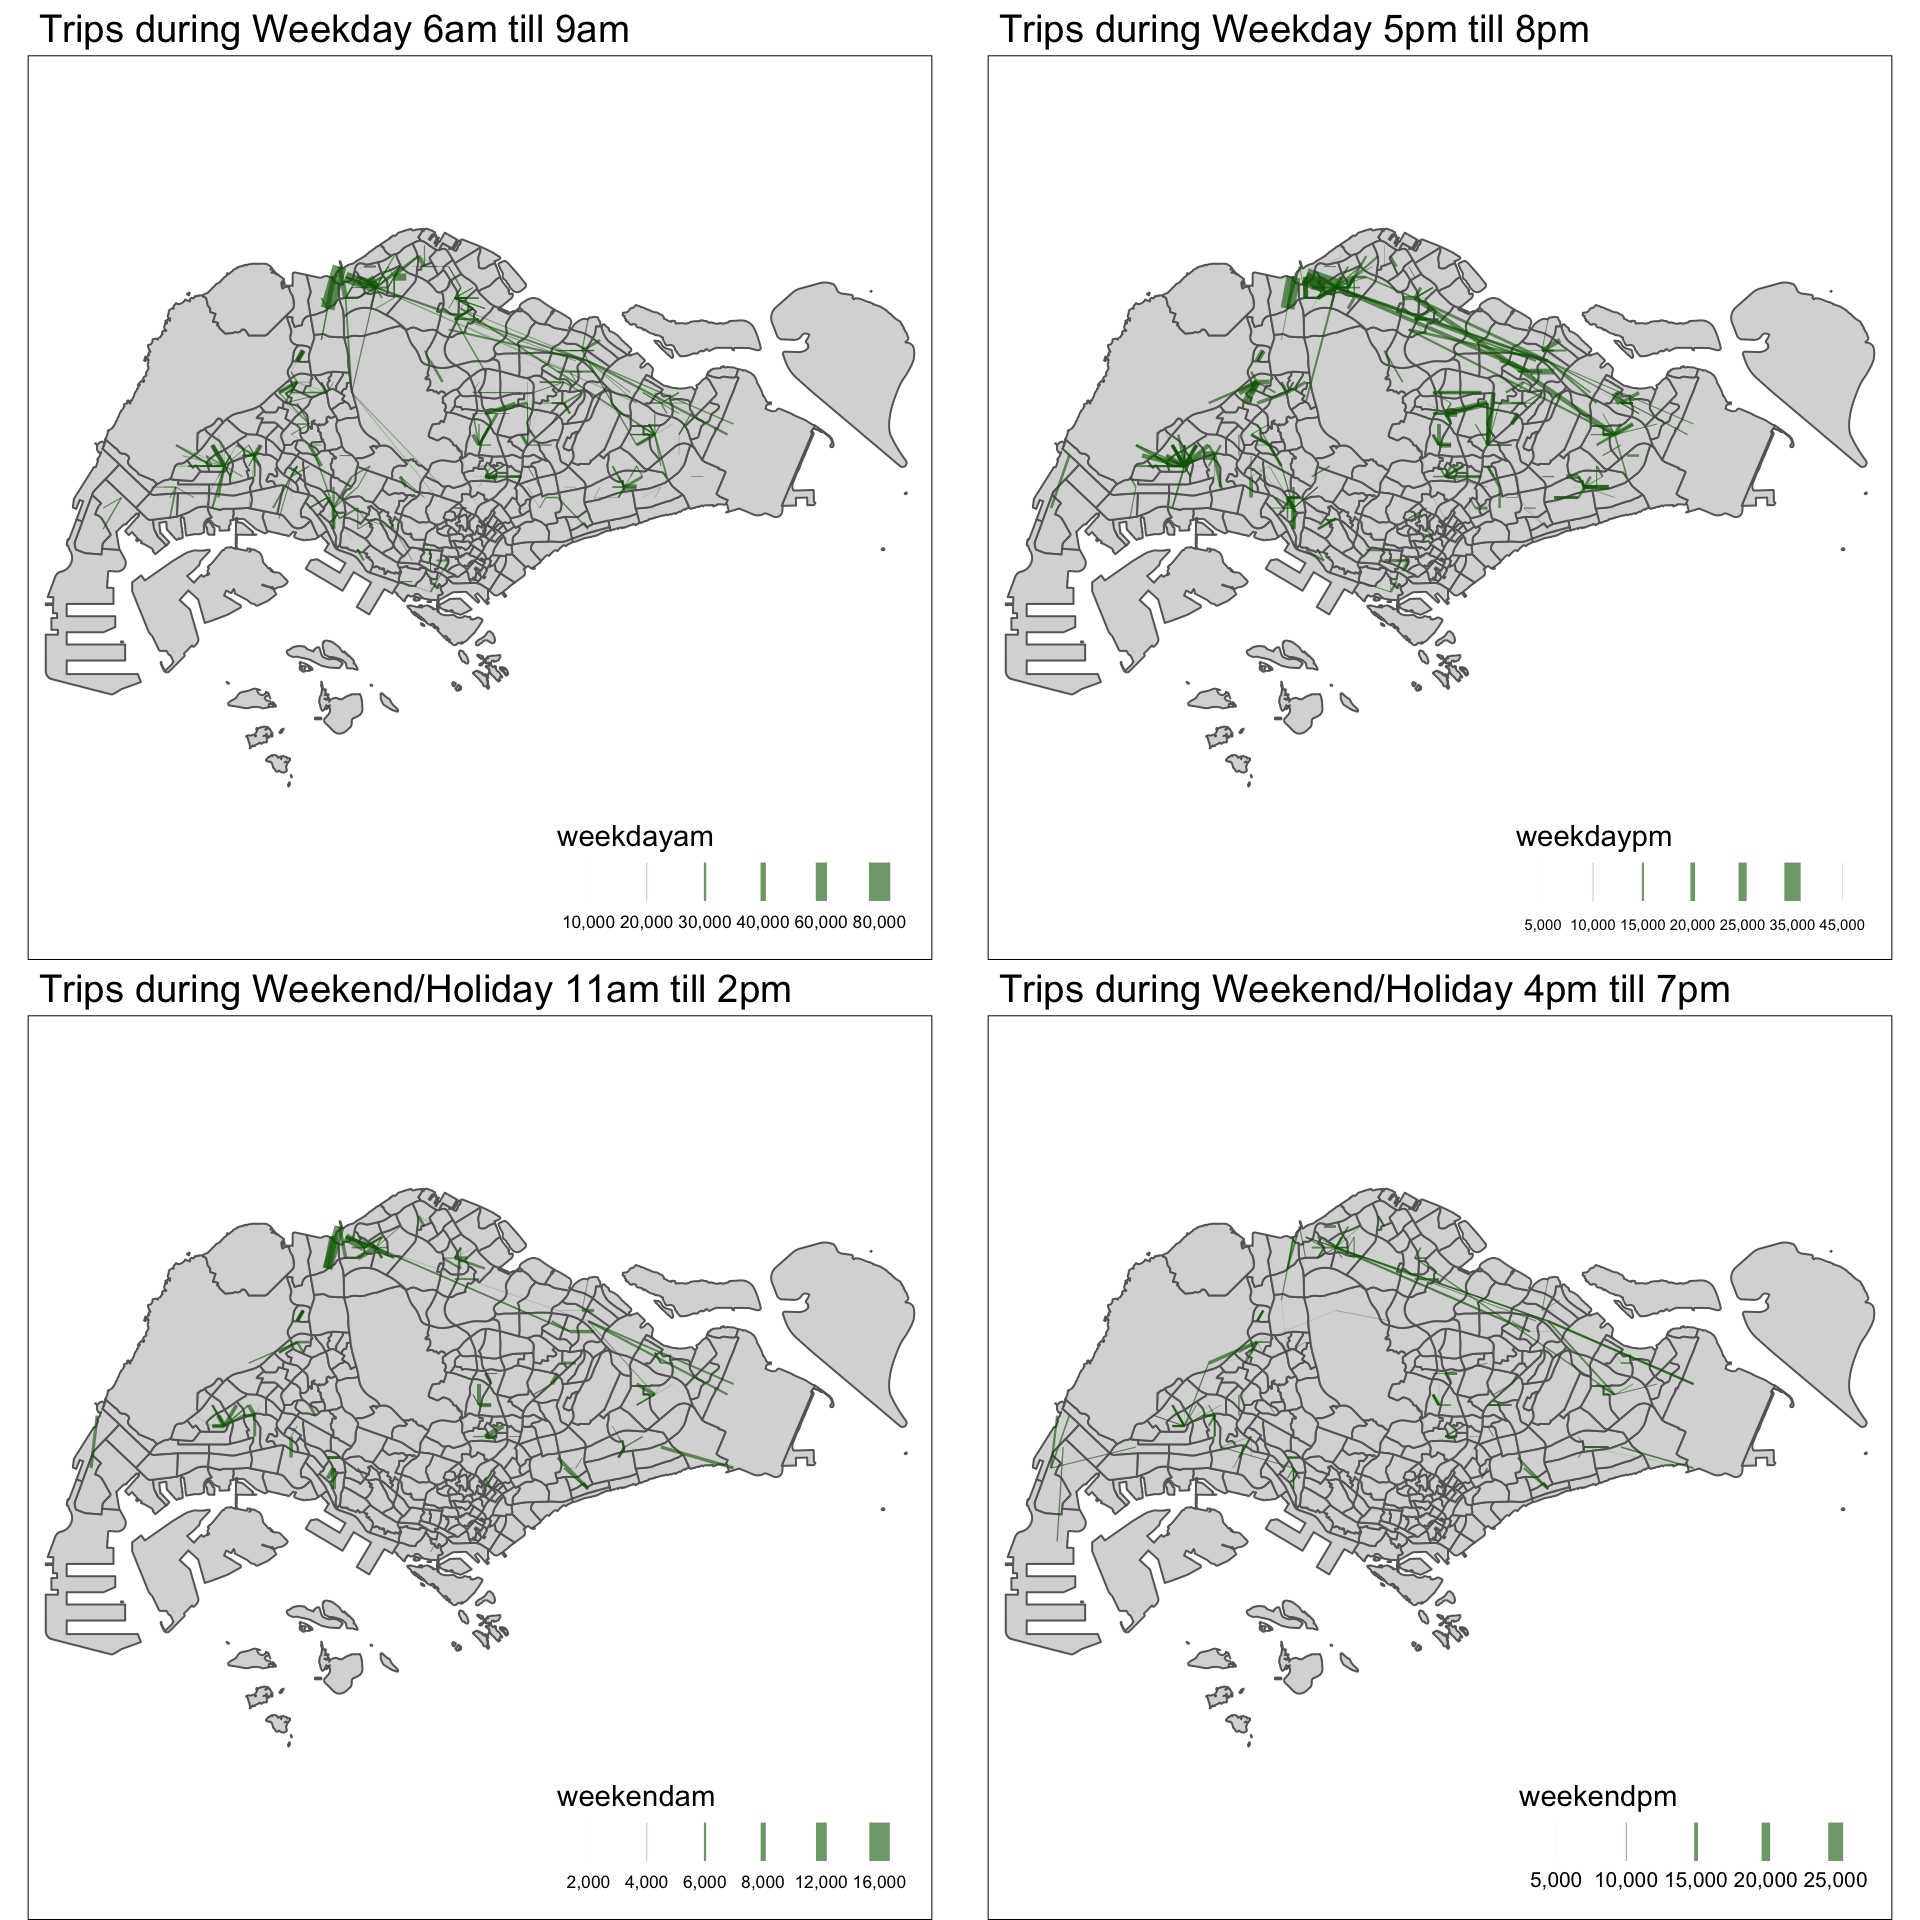 Trips during Weekday 6am till 9am
weekdayam
10,000 20,000 30,000 40,000 60,000 80,000
Trips during Weekday 5pm till 8pm
weekdaypm
5,000 10,000 15,000 20,000 25,000 35,000 45,000
Trips during Weekend/Holiday 11am till 2pm
weekendam
2,000 4,000 6,000 8,000 12,000 16,000
Trips during Weekend/Holiday 4pm till 7pm
weekendpm
5,000 10,000 15,000 20,000 25,000